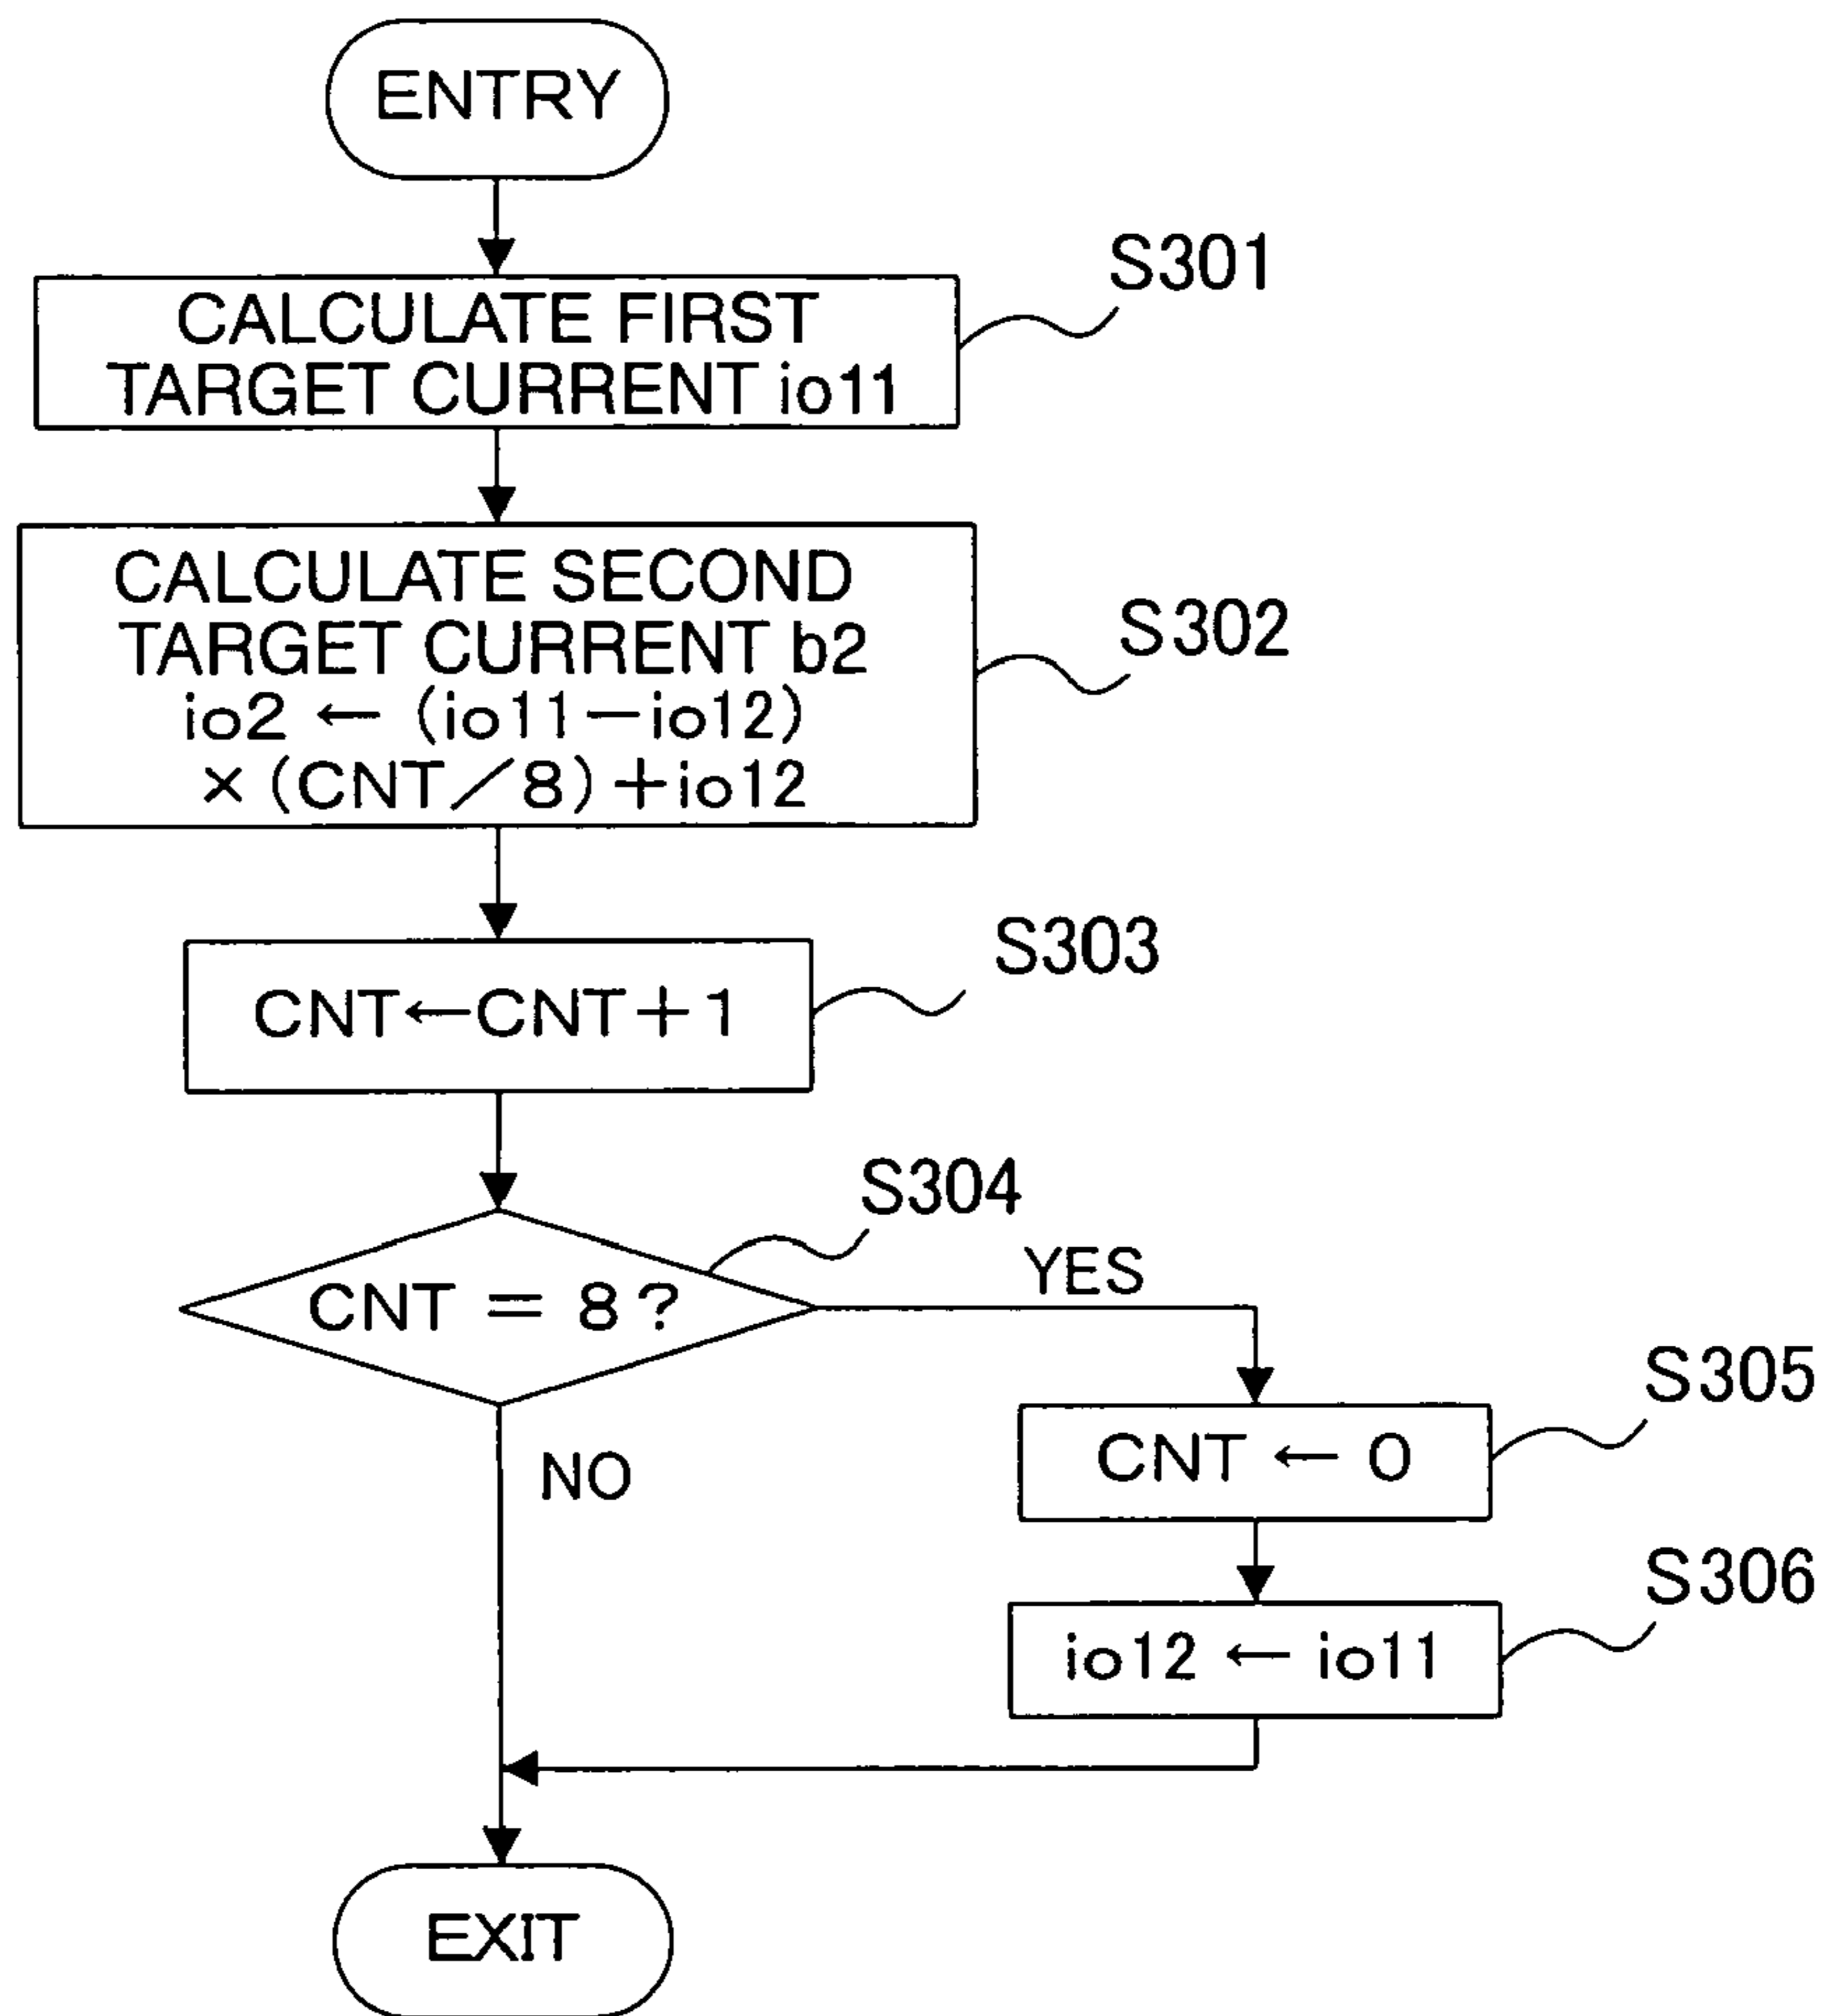 ENTRY
S301
CALCULATE FIRST
TARGET CURRENT io11
S302
CALCULATE SECOND
TARGET CURRENT b2
io2 ← (io11−io12)
× (CNT／8) +io12
S303
CNT←CNT+1
S304
CNT = 8?
YES
NO
S305
CNT ← 0
S306
io12 ← io11
EXIT